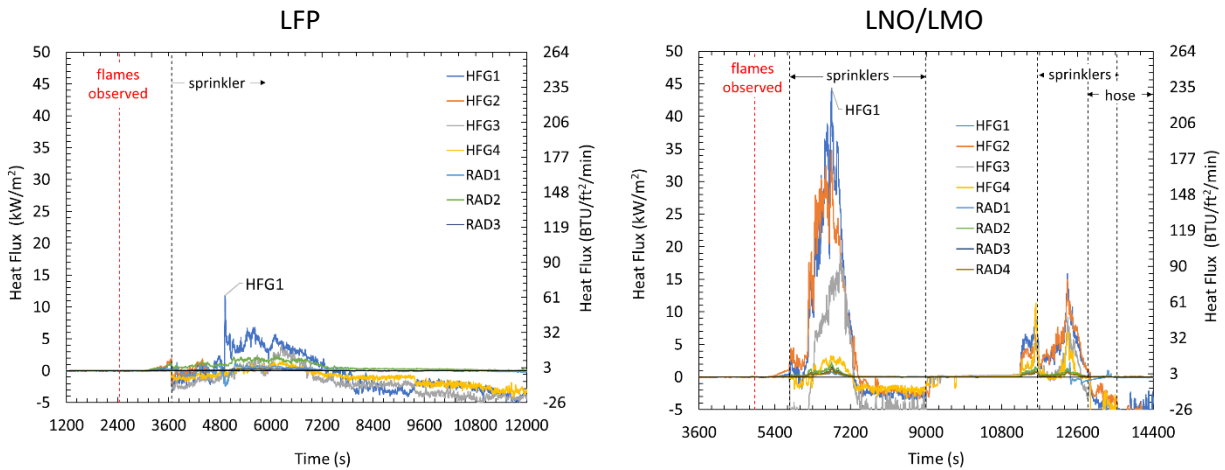 LFP
50
45
40
35
30
25
20
15
10
5
0
-5
Heat Flux (kW/m²)
264
235
206
177
148
119
90
61
32
3
-26
Heat Flux (BTU/ft²/min)
flames
observed
sprinkler
HFG1
HFG2
HFG3
HFG4
RAD1
RAD2
RAD3
HFG1
1200 2400 3600 4800 6000 7200 8400 9600 10800 12000
Time (s)
LNO/LMO
50
45
40
35
30
25
20
15
10
5
0
-5
Heat Flux (kW/m²)
264
235
206
177
148
119
90
61
32
3
-26
Heat Flux (BTU/ft²/min)
flames
observed
sprinklers
sprinklers
hose
HFG1
HFG1
HFG2
HFG3
HFG4
RAD1
RAD2
RAD3
RAD4
3600 5400 7200 9000 10800 12600 14400
Time (s)